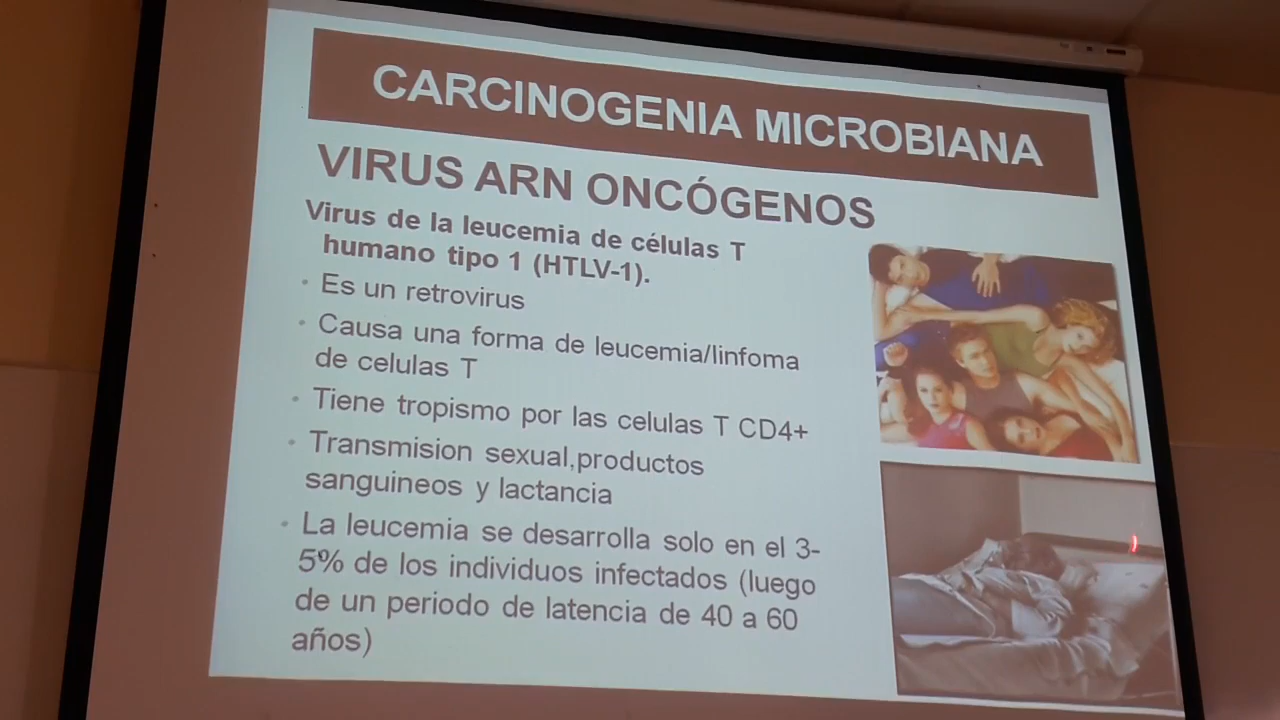 CARCINOGENIA MICROBIANA
VIRUS ARN ONCÓGENOS
Virus de la leucemia de células T
humano tipo 1 (HTLV-1).
• Es un retrovirus
• Causa una forma de leucemia/linfoma
de celulas T
• Tiene tropismo por las celulas T CD4+
• Transmision sexual,productos
sanguineos y lactancia
• La leucemia se desarrolla solo en el 3-
5% de los individuos infectados (luego
de un periodo de latencia de 40 a 60
años)